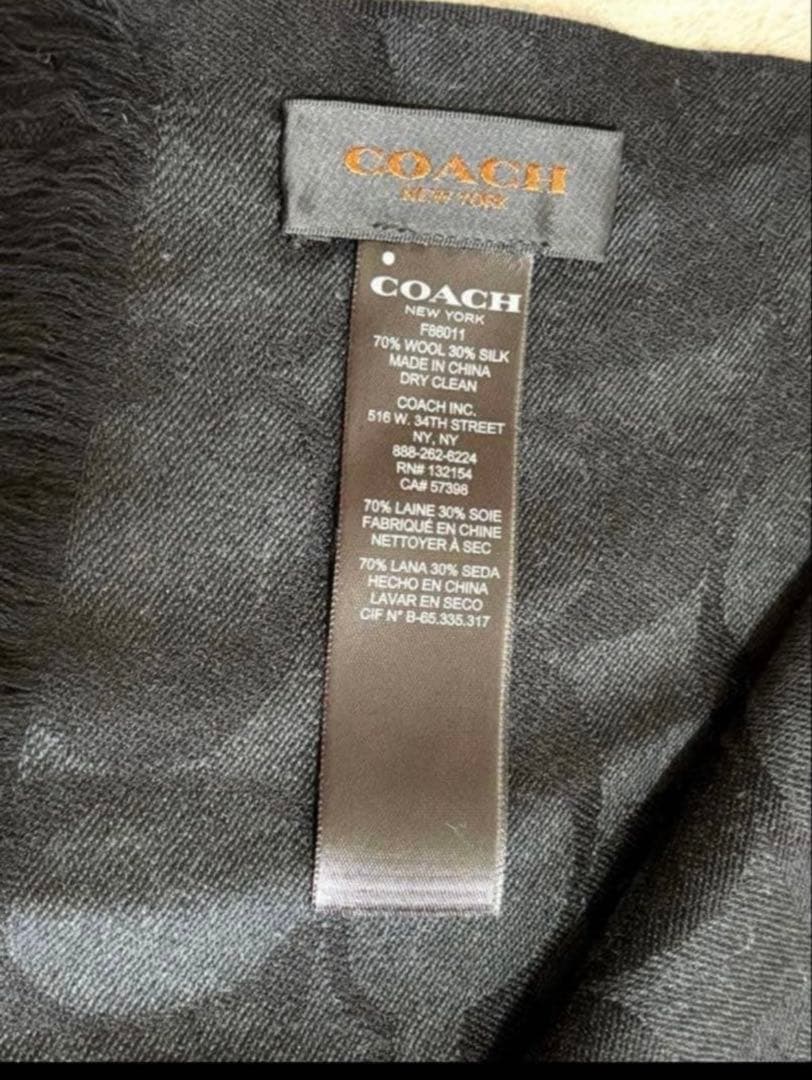 COACH
NEW YORK
COACH
NEW YORK
F86011
70% WOOL 30% SILK
MADE IN CHINA
DRY CLEAN
COACH INC.
516 W. 34TH STREET
NY, NY
888-262-6224
RN# 132154
CA# 57398
70% LAINE 30% SOIE
FABRIQUÉ EN CHINE
NETTOYER À SEC
70% LANA 30% SEDA
HECHO EN CHINA
LAVAR EN SECO
CIF N° B-65.335.317